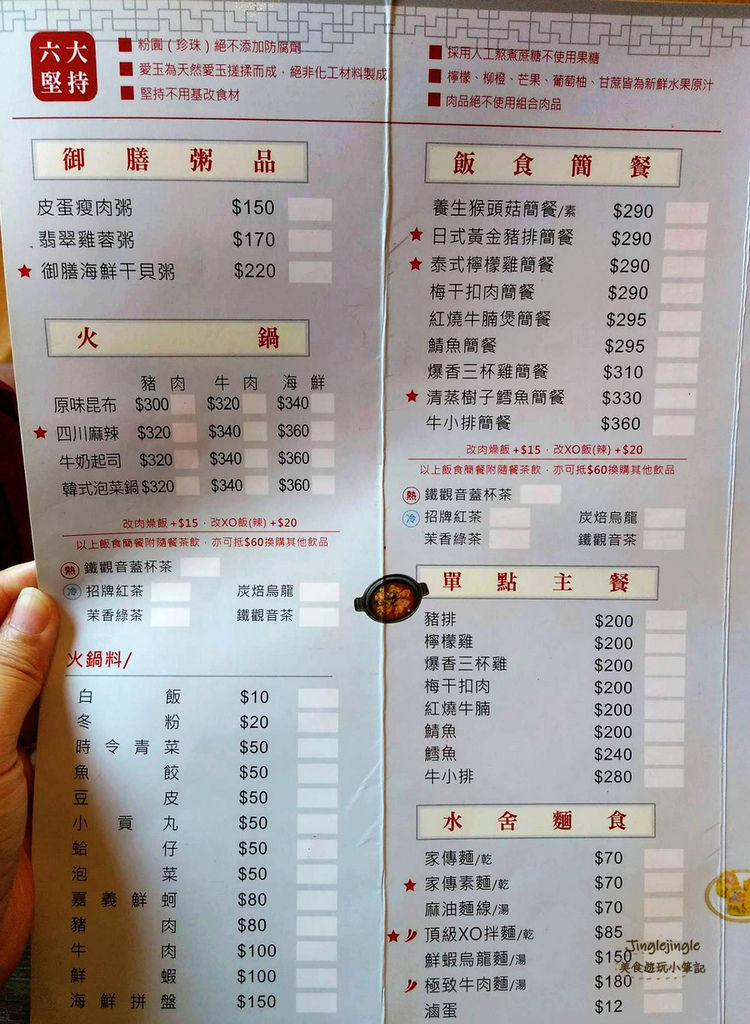 六大
堅持
粉圓（珍珠）絕不添加防腐劑
愛玉為天然愛玉搓揉而成，絕非化工材料製成
堅持不用基改食材
採用人工熬煮蔗糖不使用果糖
檸檬、柳橙、芒果、葡萄柚、甘蔗皆為新鮮水果原汁
肉品絕不使用組合肉品
御膳粥品
皮蛋瘦肉粥 $150
翡翠雞蓉粥 $170
御膳海鮮干貝粥 $220
火鍋
豬肉 牛肉 海鮮
原味昆布 $300 $320 $340
四川麻辣 $320 $340 $360
牛奶起司 $320 $340 $360
韓式泡菜鍋 $320 $340 $360
改肉燥飯+$15．改XO飯(辣)+$20
以上飯食簡餐附隨餐茶飲，亦可抵$60換購其他飲品
熱 鐵觀音蓋杯茶
冷 招牌紅茶 炭焙烏龍
茉香綠茶 鐵觀音茶
火鍋料/
白飯 $10
冬粉 $20
時令青菜 $50
魚餃 $50
豆皮 $50
小貢丸 $50
蛤仔 $50
泡菜 $50
嘉義鮮蚵 $80
豬肉 $80
牛肉 $100
鮮蝦 $100
海鮮拼盤 $150
飯食簡餐
養生猴頭菇簡餐/素 $290
日式黃金豬排簡餐 $290
泰式檸檬雞簡餐 $290
梅干扣肉簡餐 $290
紅燒牛腩煲簡餐 $295
鯖魚簡餐 $295
爆香三杯雞簡餐 $310
清蒸樹子鱈魚簡餐 $330
牛小排簡餐 $360
改肉燥飯+$15．改XO飯(辣)+$20
以上飯食簡餐附隨餐茶飲，亦可抵$60換購其他飲品
熱 鐵觀音蓋杯茶
冷 招牌紅茶 炭焙烏龍
茉香綠茶 鐵觀音茶
單點主餐
豬排 $200
檸檬雞 $200
爆香三杯雞 $200
梅干扣肉 $200
紅燒牛腩 $200
鯖魚 $200
鱈魚 $240
牛小排 $280
水舍麵食
家傳麵/乾 $70
家傳素麵/乾 $70
麻油麵線/湯 $70
頂級XO拌麵/乾 $85
鮮蝦烏龍麵/湯 $150
極致牛肉麵/湯 $180
滷蛋 $12
Jinglejingle
美食遊玩小筆記